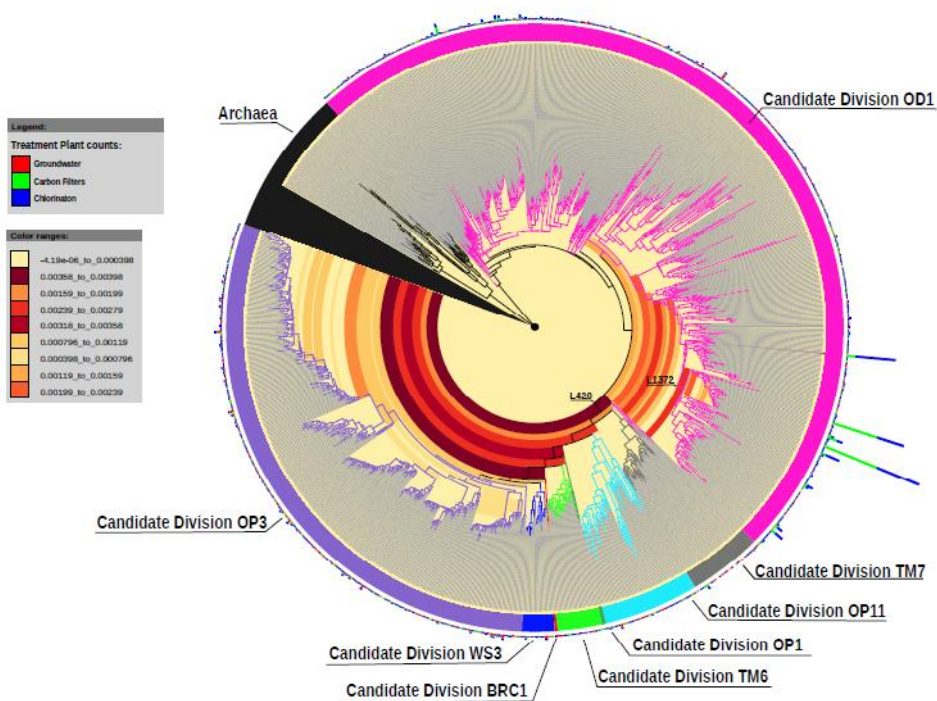 Archaea
Candidate Division OD1
Legend:
Treatment Plant counts:
Groundwater
Carbon Filters
Chlorinaton
Color ranges:
-4.19e-06_to_0.000398
0.00358_to_0.00398
0.00159_to_0.00199
0.00239_to_0.00279
0.00318_to_0.00358
0.000796_to_0.00119
0.000398_to_0.000796
0.00119_to_0.00159
0.00199_to_0.00239
L420
L1372
Candidate Division OP3
Candidate Division TM7
Candidate Division OP11
Candidate Division OP1
Candidate Division WS3
Candidate Division TM6
Candidate Division BRC1